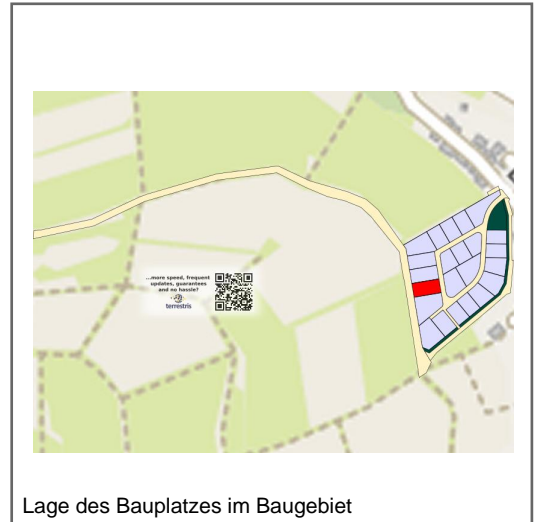 ...more speed, frequent
updates, guarantees
and no hassle?
terrestris
Lage des Bauplatzes im Baugebiet